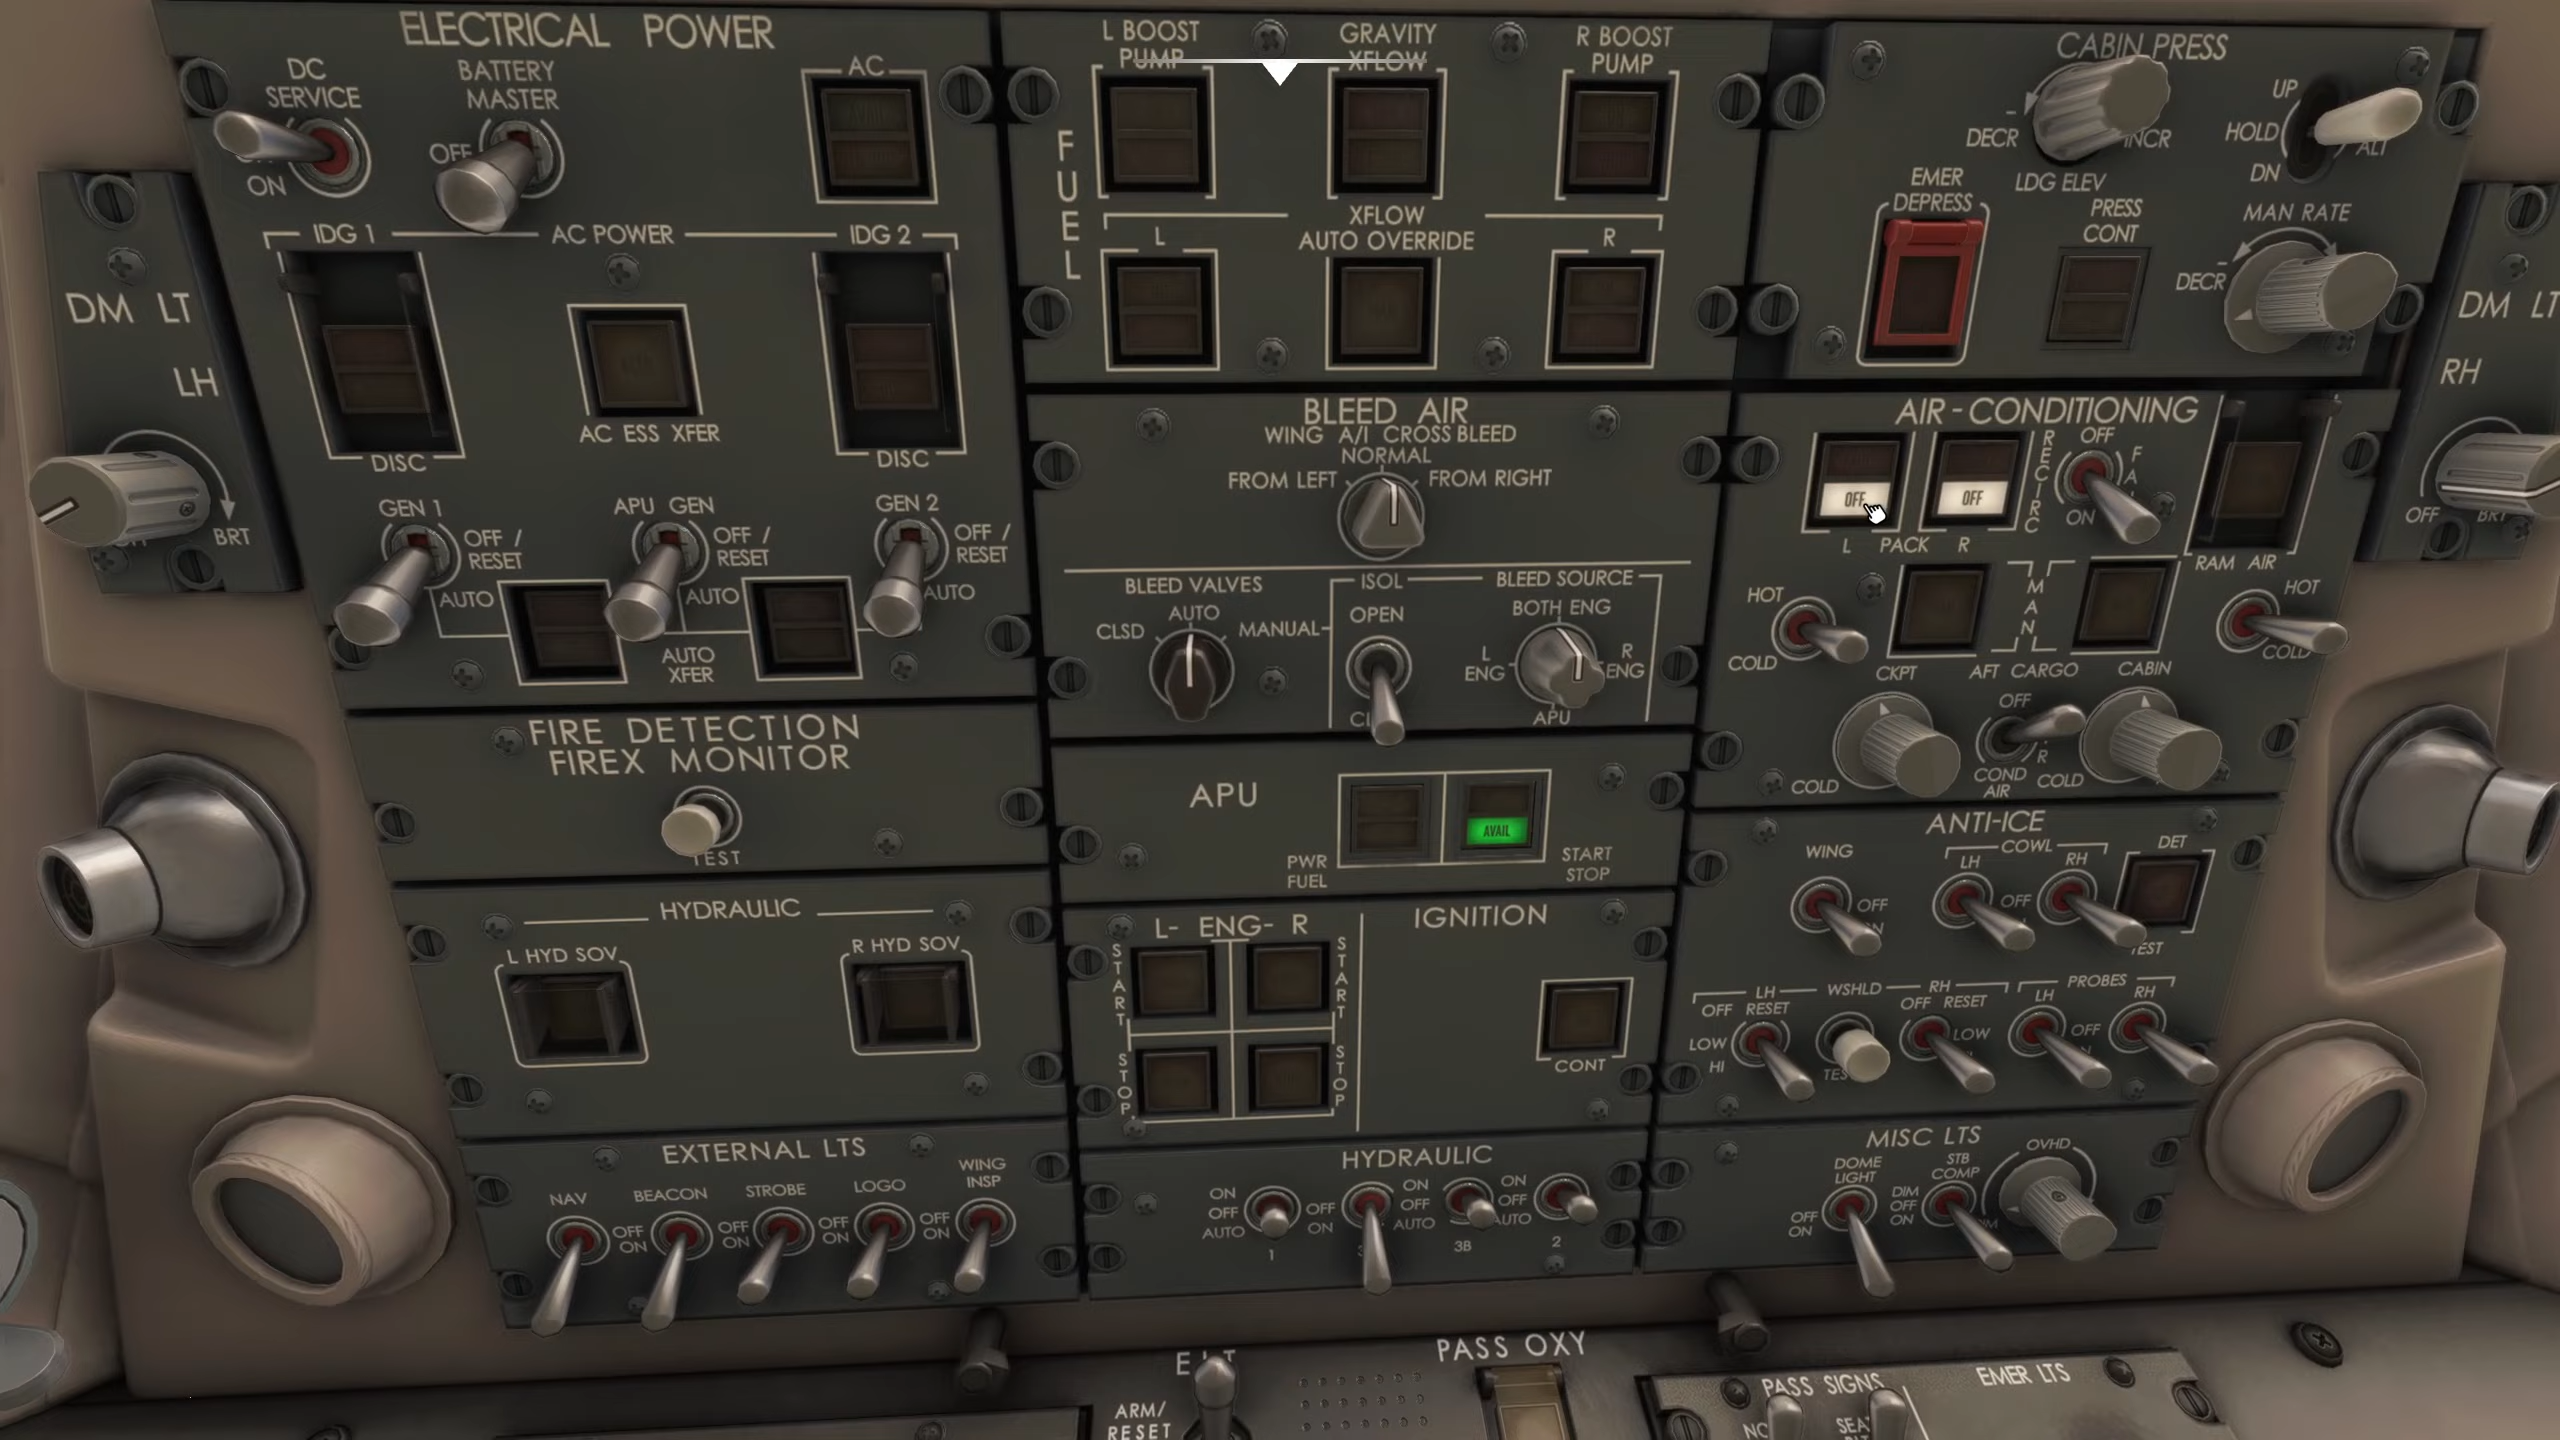 ELECTRICAL POWER
DC
SERVICE
ON
BATTERY
MASTER
OFF
AC
IDG 1
AC POWER
IDG 2
DISC
AC ESS XFER
DISC
GEN 1
OFF /
RESET
AUTO
APU GEN
OFF /
RESET
AUTO
GEN 2
OFF /
RESET
AUTO
AUTO
XFER
DM LT
LH
BRT
FIRE DETECTION
FIREX MONITOR
TEST
HYDRAULIC
L HYD SOV
R HYD SOV
EXTERNAL LTS
NAV
BEACON
STROBE
LOGO
WING
INSP
OFF
ON
OFF
ON
OFF
ON
OFF
ON
FUEL
L BOOST
PUMP
GRAVITY
XFLOW
R BOOST
PUMP
XFLOW
AUTO OVERRIDE
L
R
BLEED AIR
WING A/I CROSS BLEED
NORMAL
FROM LEFT
FROM RIGHT
BLEED VALVES
CLSD
AUTO
MANUAL
ISOL
OPEN
BLEED SOURCE
BOTH ENG
L
ENG
R
ENG
APU
APU
AVAIL
PWR
FUEL
START
STOP
L- ENG- R
START
START
STOP
STOP
IGNITION
CONT
HYDRAULIC
ON
OFF
AUTO
1
OFF
ON
ON
OFF
AUTO
3B
ON
OFF
AUTO
2
CABIN PRESS
DECR
INCR
LDG ELEV
UP
HOLD
DN
ALT
EMER
DEPRESS
PRESS
CONT
MAN RATE
DECR
AIR-CONDITIONING
OFF
OFF
L PACK R
RECIRC
OFF
ON
FAN
RAM AIR
HOT
COLD
MAN
HOT
COLD
CKPT
AFT CARGO
CABIN
OFF
COND
AIR
COLD
COLD
ANTI-ICE
WING
OFF
COWL
LH
OFF
RH
DET
TEST
LH
WSHLD
RH
OFF RESET
LOW
HI
OFF RESET
LOW
PROBES
LH
OFF
RH
MISC LTS
DOME
LIGHT
OFF
ON
STB
COMP
DIM
OFF
ON
OVHD
DM LT
RH
OFF
BRT
ELT
ARM/
RESET
PASS OXY
PASS SIGNS
EMER LTS